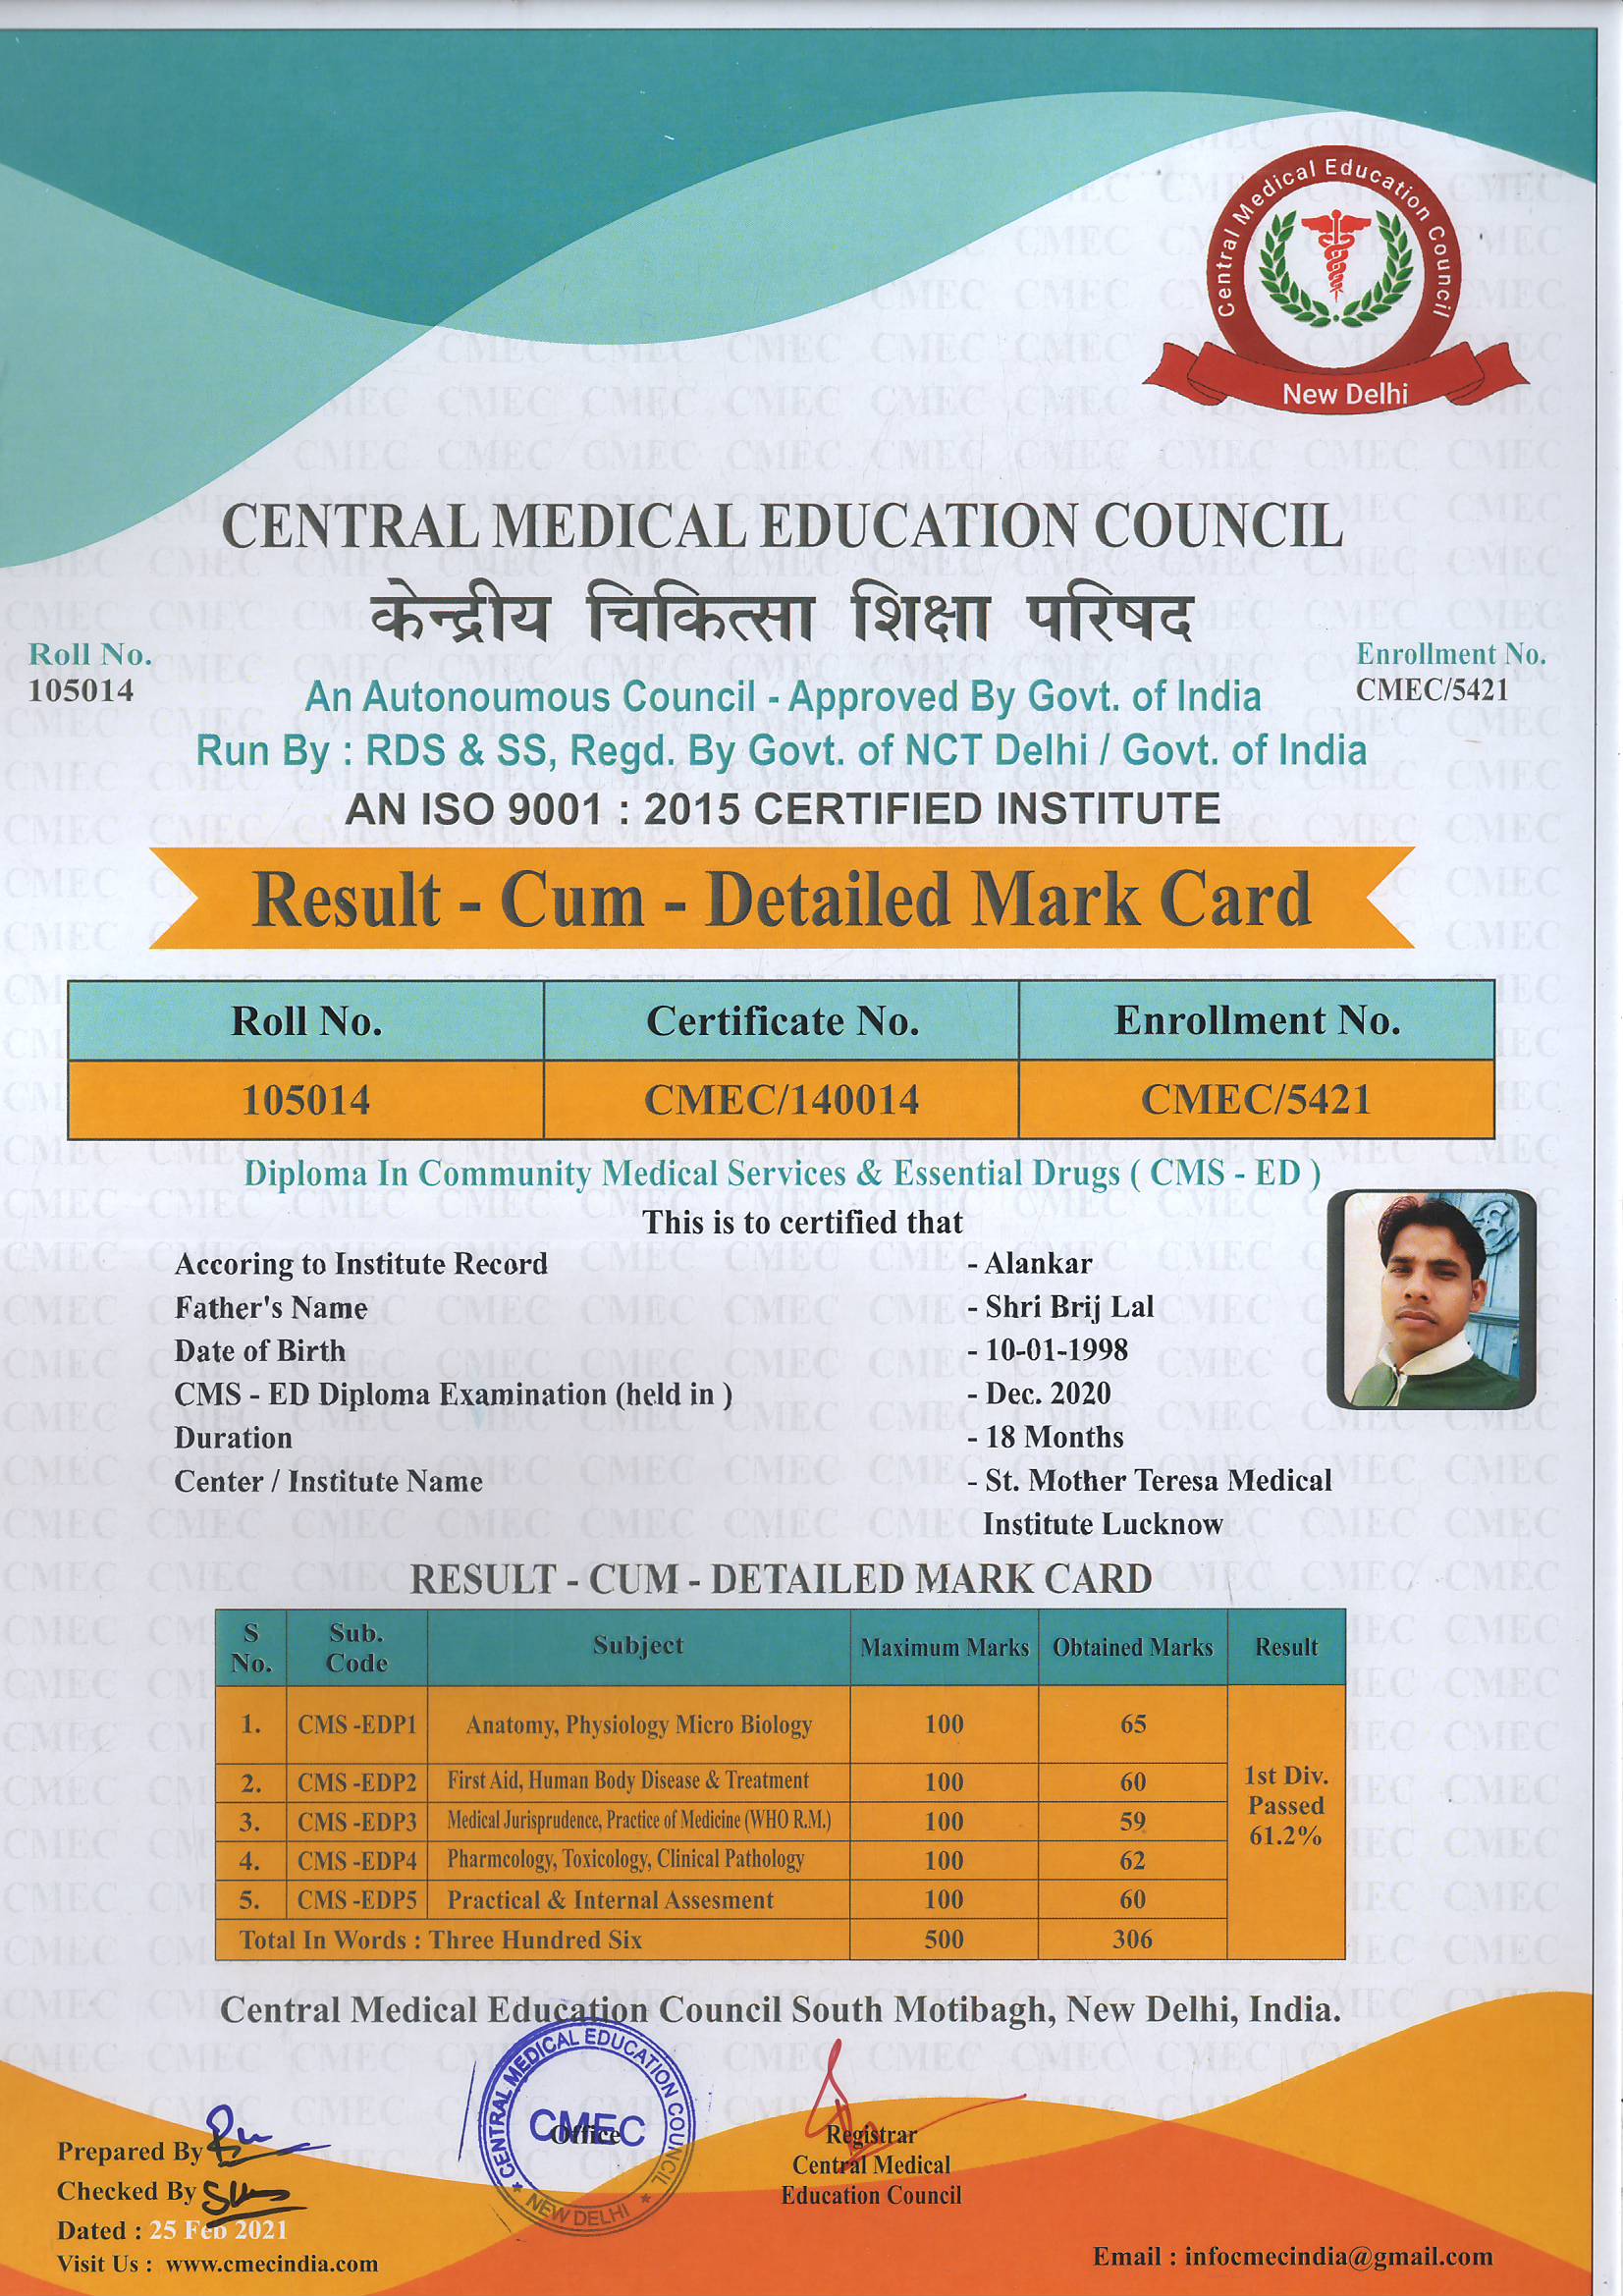 Central Medical Education Council
New Delhi
CENTRAL MEDICAL EDUCATION COUNCIL
केन्द्रीय चिकित्सा शिक्षा परिषद
Roll No.
105014
Enrollment No.
CMEC/5421
An Autonoumous Council - Approved By Govt. of India
Run By : RDS & SS, Regd. By Govt. of NCT Delhi / Govt. of India
AN ISO 9001 : 2015 CERTIFIED INSTITUTE
Result - Cum - Detailed Mark Card
Roll No. Certificate No. Enrollment No.
105014 CMEC/140014 CMEC/5421
Diploma In Community Medical Services & Essential Drugs ( CMS - ED )
This is to certified that
Accoring to Institute Record - Alankar
Father's Name - Shri Brij Lal
Date of Birth - 10-01-1998
CMS - ED Diploma Examination (held in ) - Dec. 2020
Duration - 18 Months
Center / Institute Name - St. Mother Teresa Medical
Institute Lucknow
RESULT - CUM - DETAILED MARK CARD
S No. Sub. Code Subject Maximum Marks Obtained Marks Result
1. CMS -EDP1 Anatomy, Physiology Micro Biology 100 65
2. CMS -EDP2 First Aid, Human Body Disease & Treatment 100 60
3. CMS -EDP3 Medical Jurisprudence, Practice of Medicine (WHO R.M.) 100 59
4. CMS -EDP4 Pharmcology, Toxicology, Clinical Pathology 100 62
5. CMS -EDP5 Practical & Internal Assesment 100 60
1st Div.
Passed
61.2%
Total In Words : Three Hundred Six 500 306
Central Medical Education Council South Motibagh, New Delhi, India.
CENTRAL MEDICAL EDUCATION COUNCIL
CMEC
Office
NEW DELHI
Registrar
Central Medical
Education Council
Prepared By
Checked By
Dated : 25 Feb 2021
Visit Us : www.cmecindia.com
Email : infocmecindia@gmail.com